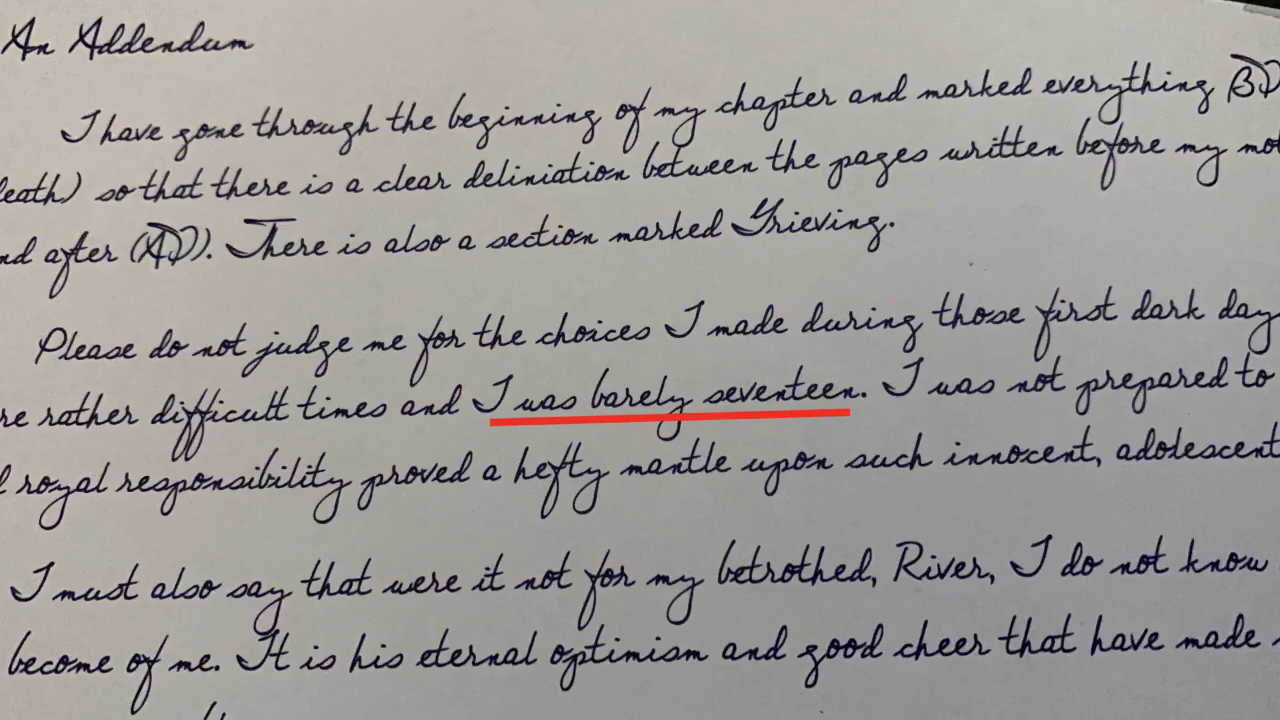 An Addendum
I have gone through the beginning of my chapter and marked everything BD
death) so that there is a clear deliniation between the pages written before my mot
nd after (AD). There is also a section marked Grieving.
Please do not judge me for the choices I made during those first dark day
re rather difficult times and I was barely seventeen. I was not prepared to
l royal responsibility proved a hefty mantle upon such innocent, adolescent
I must also say that were it not for my betrothed, River, I do not know
become of me. It is his eternal optimism and good cheer that have made